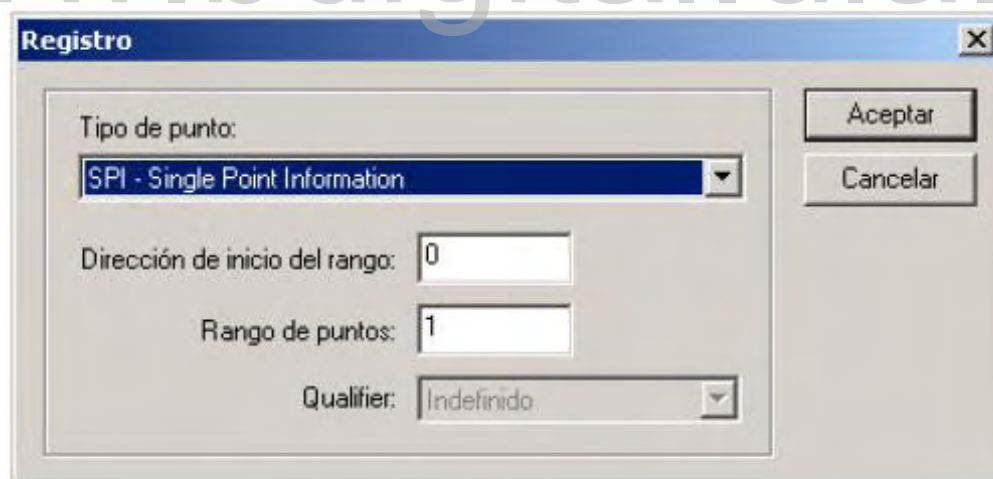 Registro
Aceptar
Tipo de punto:
SPI - Single Point Information
Cancelar
Dirección de inicio del rango: 0
Rango de puntos: 1
Qualifier: Indefinido